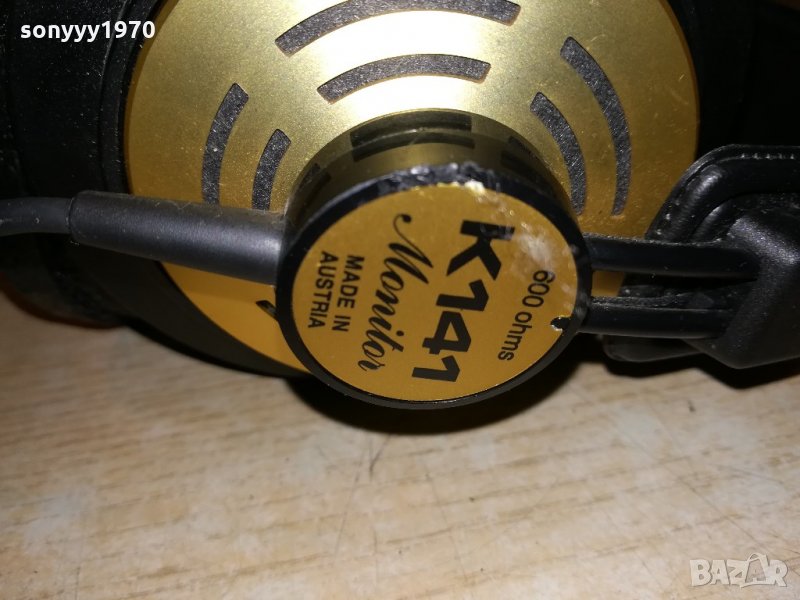 sonyyy1970
600 ohms
K141
Monitor
MADE IN
AUSTRIA
BAZAR